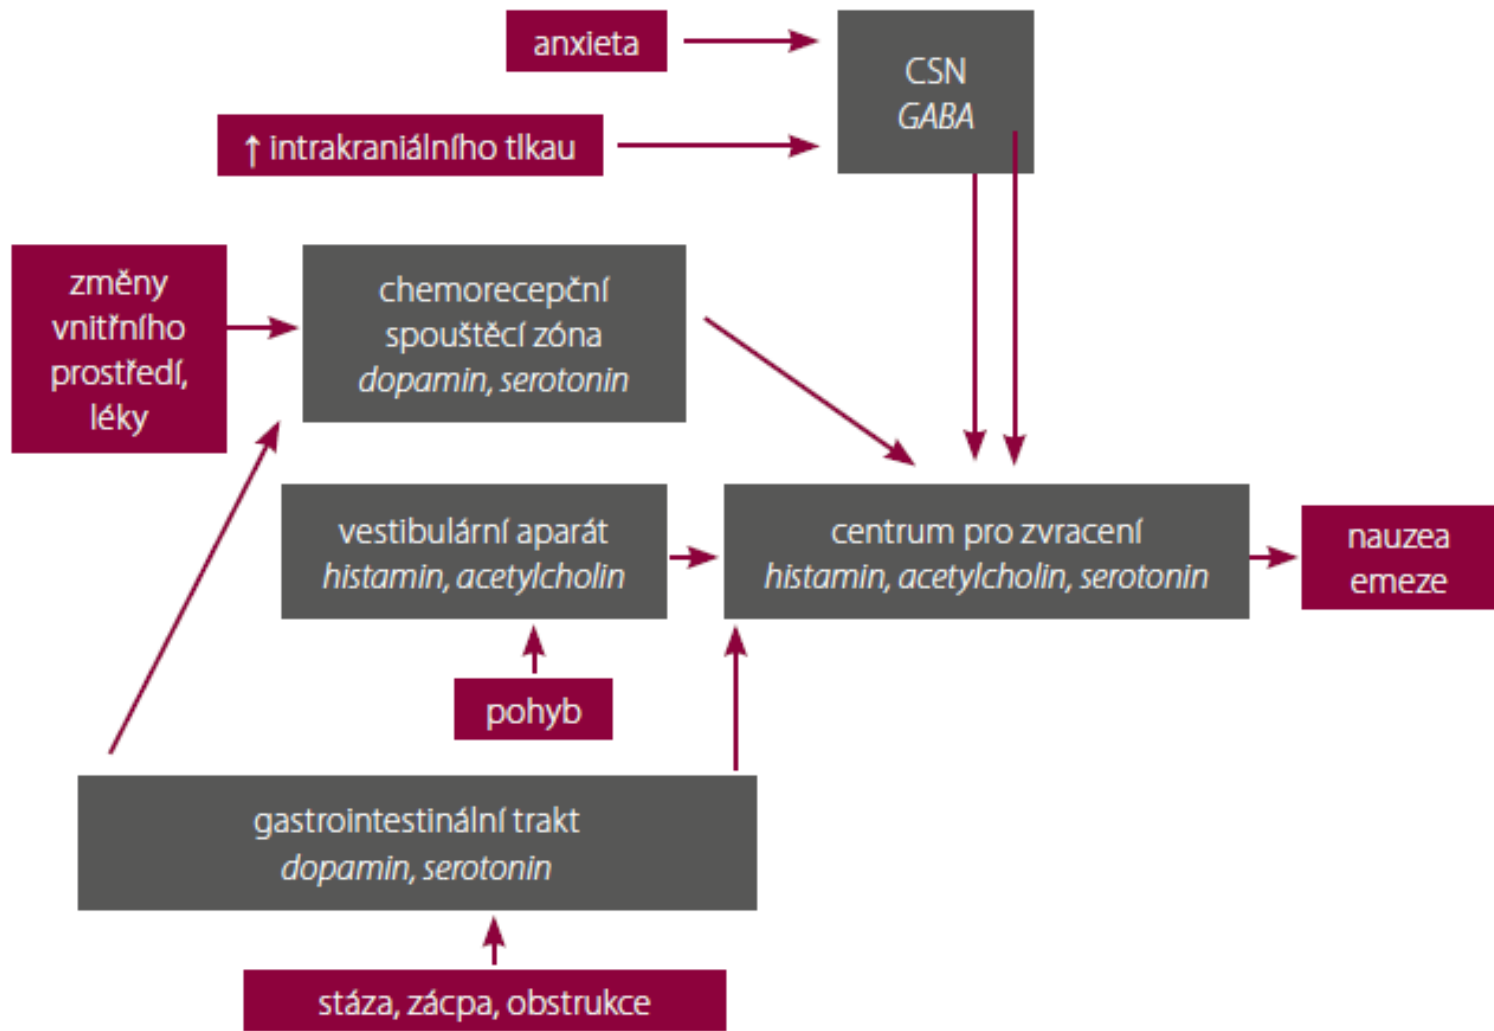 anxieta
CSN
GABA
↑ intrakraniálního tlkau
změny
vnitřního
prostředí,
léky
chemorecepční
spouštěcí zóna
dopamin, serotonin
vestibulární aparát
histamin, acetylcholin
centrum pro zvracení
histamin, acetylcholin, serotonin
nauzea
emeze
pohyb
gastrointestinální trakt
dopamin, serotonin
stáza, zácpa, obstrukce